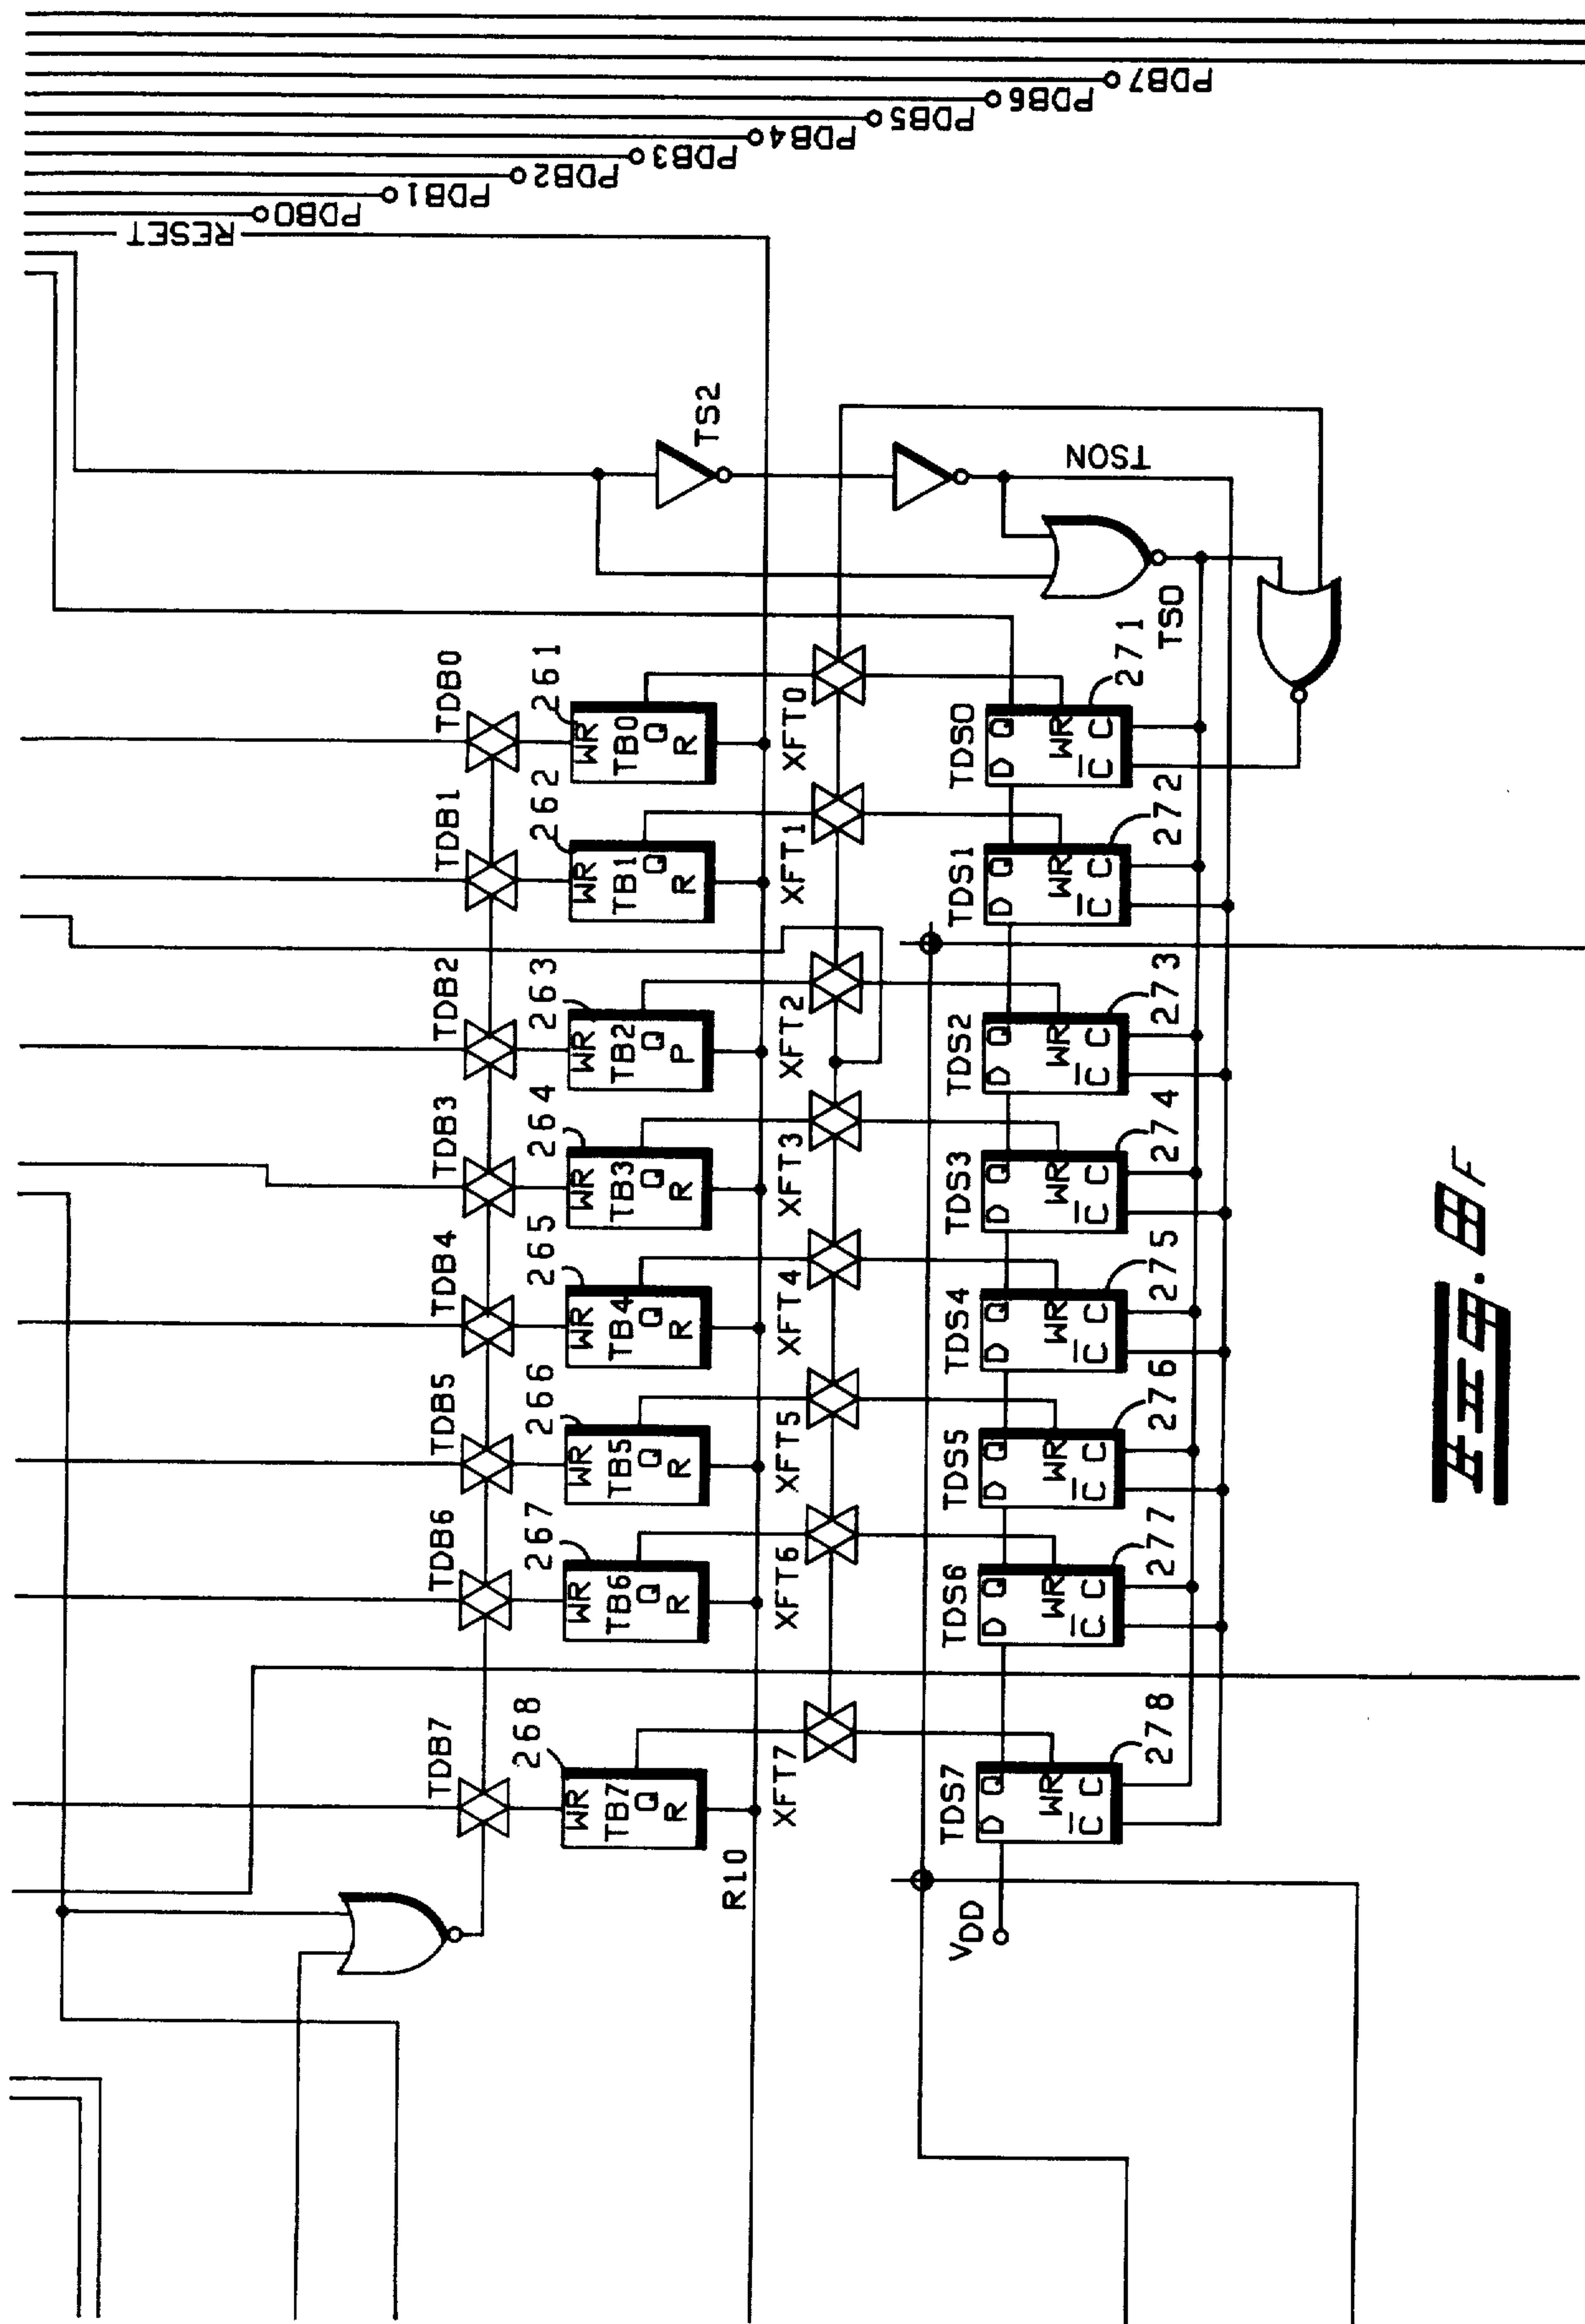 PDB7
PDB6
PDB5
PDB4
PDB3
PDB2
PDB1
PDB0
RESET
TS2
TSON
TS0
TDB0
261
WR
TB0
Q
R
XFT0
TDS0
D Q
WR
C̅ C
271
TDB1
262
WR
TB1
Q
R
XFT1
TDS1
D Q
WR
C̅ C
272
TDB2
263
WR
TB2
Q
P
XFT2
TDS2
D Q
WR
C̅ C
273
TDB3
264
WR
TB3
Q
R
XFT3
TDS3
D Q
WR
C̅ C
274
TDB4
265
WR
TB4
Q
R
XFT4
TDS4
D Q
WR
C̅ C
275
TDB5
266
WR
TB5
Q
R
XFT5
TDS5
D Q
WR
C̅ C
276
TDB6
267
WR
TB6
Q
R
XFT6
TDS6
D Q
WR
C̅ C
277
TDB7
268
WR
TB7
Q
R
XFT7
TDS7
D Q
WR
C̅ C
278
R10
VDD
Fig. 8F